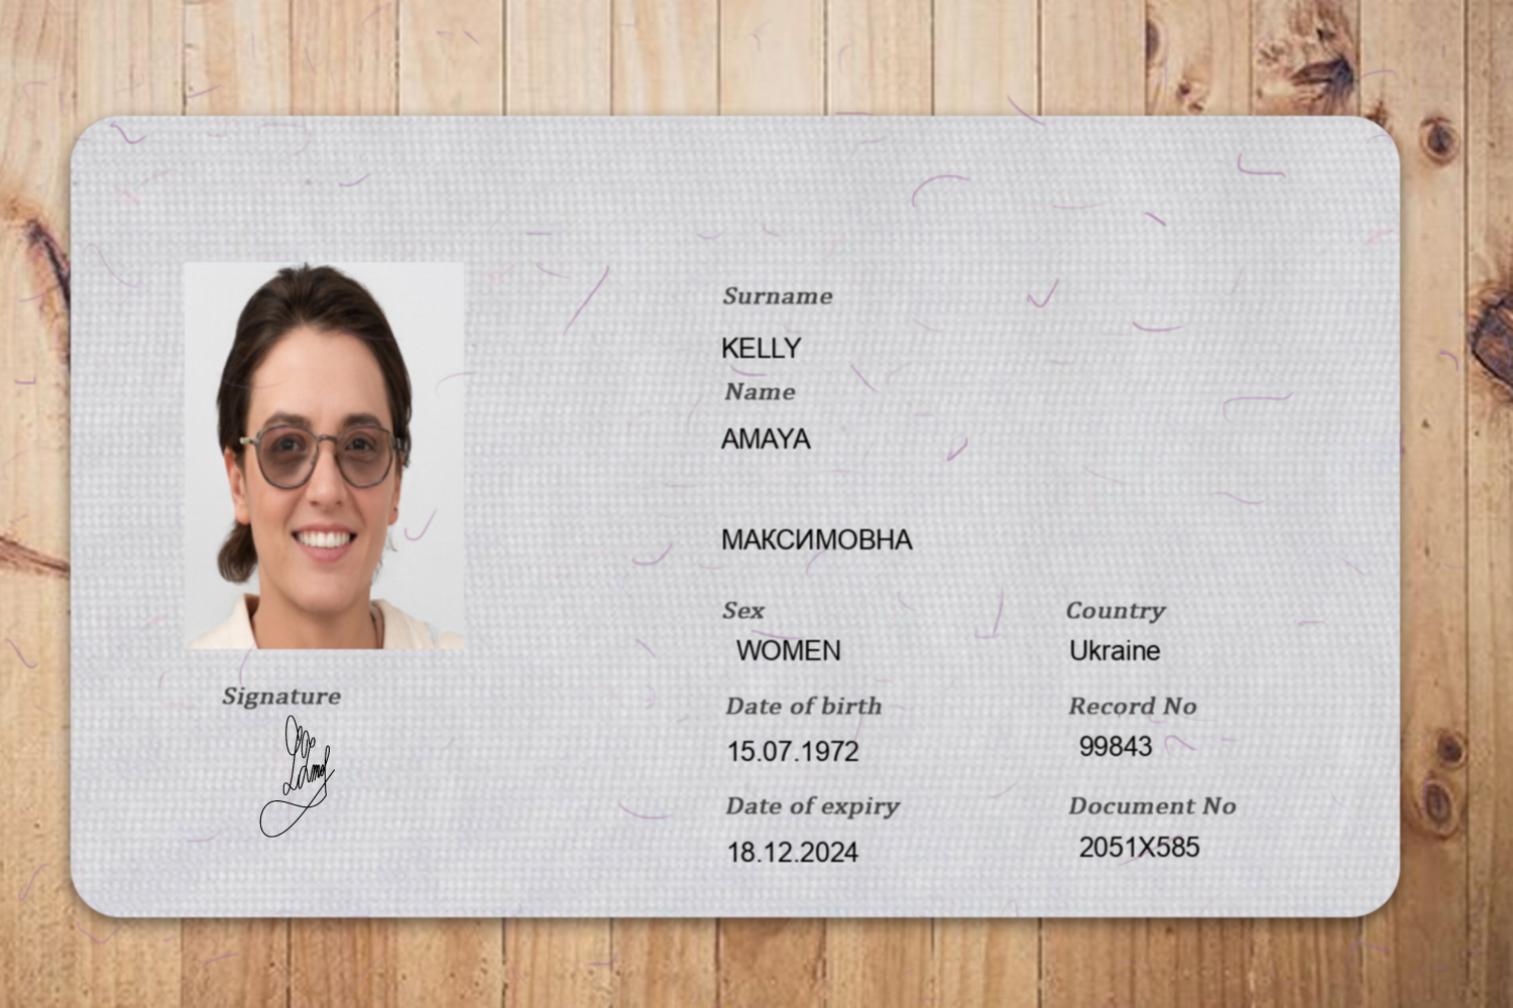 Surname
KELLY
Name
AMAYA
МАКСИМОВНА
Sex
Country
WOMEN
Ukraine
Date of birth
Record No
15.07.1972
99843
Signature
Date of expiry
Document No
18.12.2024
2051X585